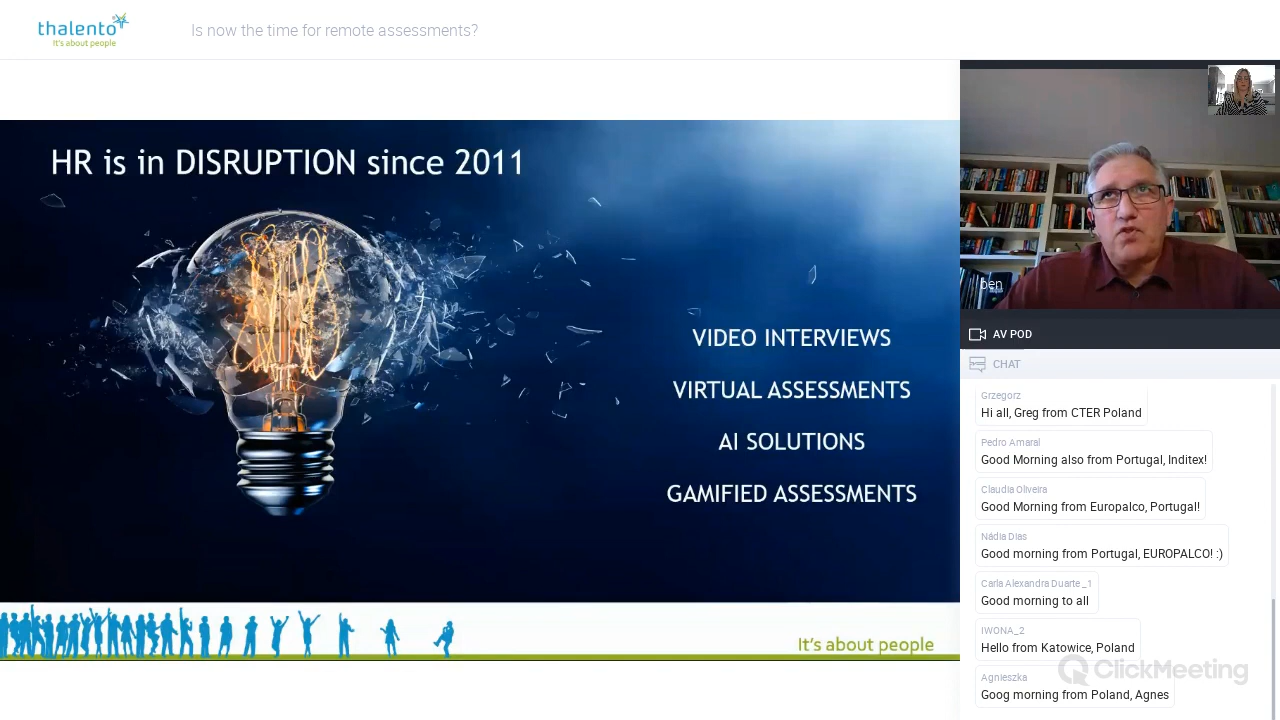 thalento
It's about people
Is now the time for remote assessments?
HR is in DISRUPTION since 2011
VIDEO INTERVIEWS
VIRTUAL ASSESSMENTS
AI SOLUTIONS
GAMIFIED ASSESSMENTS
It's about people
ben
AV POD
CHAT
Grzegorz
Hi all, Greg from CTER Poland
Pedro Amaral
Good Morning also from Portugal, Inditex!
Claudia Oliveira
Good Morning from Europalco, Portugal!
Nádia Dias
Good morning from Portugal, EUROPALCO! :)
Carla Alexandra Duarte _1
Good morning to all
IWONA_2
Hello from Katowice, Poland
Agnieszka
Goog morning from Poland, Agnes
ClickMeeting